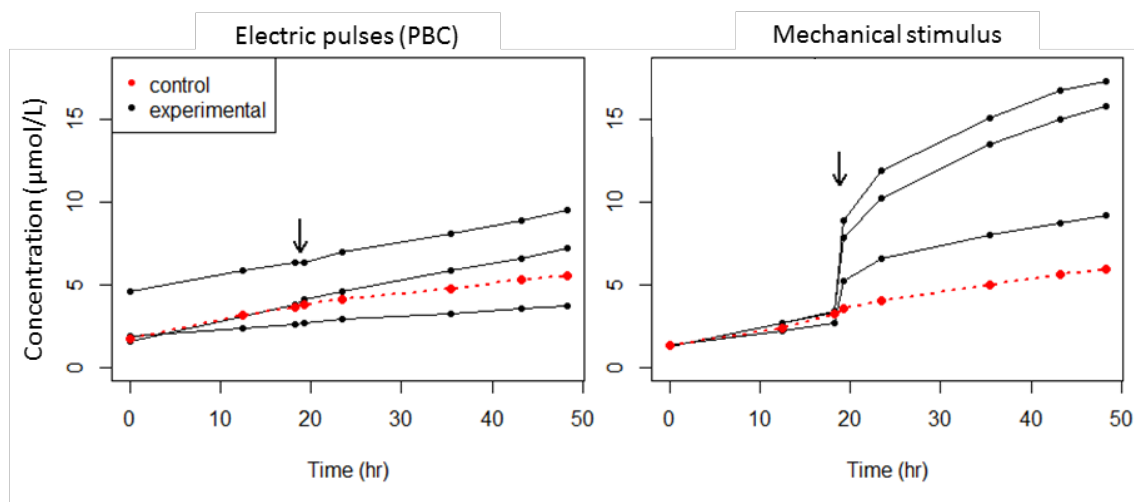 Electric pulses (PBC)
Mechanical stimulus
control
experimental
Concentration (µmol/L)
15
10
5
0
0 10 20 30 40 50
Time (hr)
15
10
5
0
0 10 20 30 40 50
Time (hr)